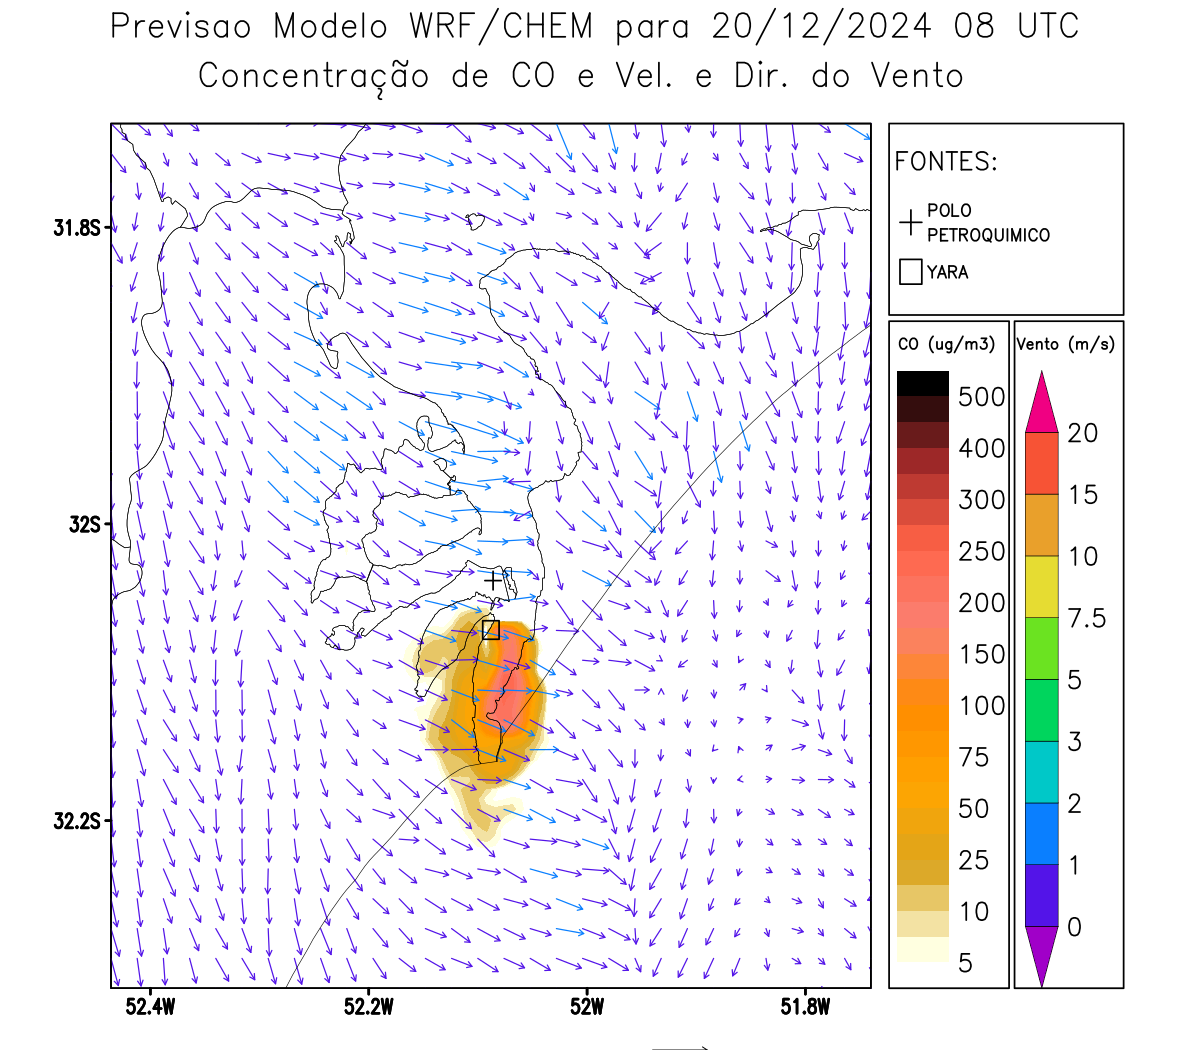 Previsao Modelo WRF/CHEM para 20/12/2024 08 UTC
Concentração de CO e Vel. e Dir. do Vento
FONTES:
POLO
PETROQUIMICO
YARA
CO (ug/m3)
500
400
300
250
200
150
100
75
50
25
10
5
Vento (m/s)
20
15
10
7.5
5
3
2
1
0
31.8S
32S
32.2S
52.4W
52.2W
52W
51.8W